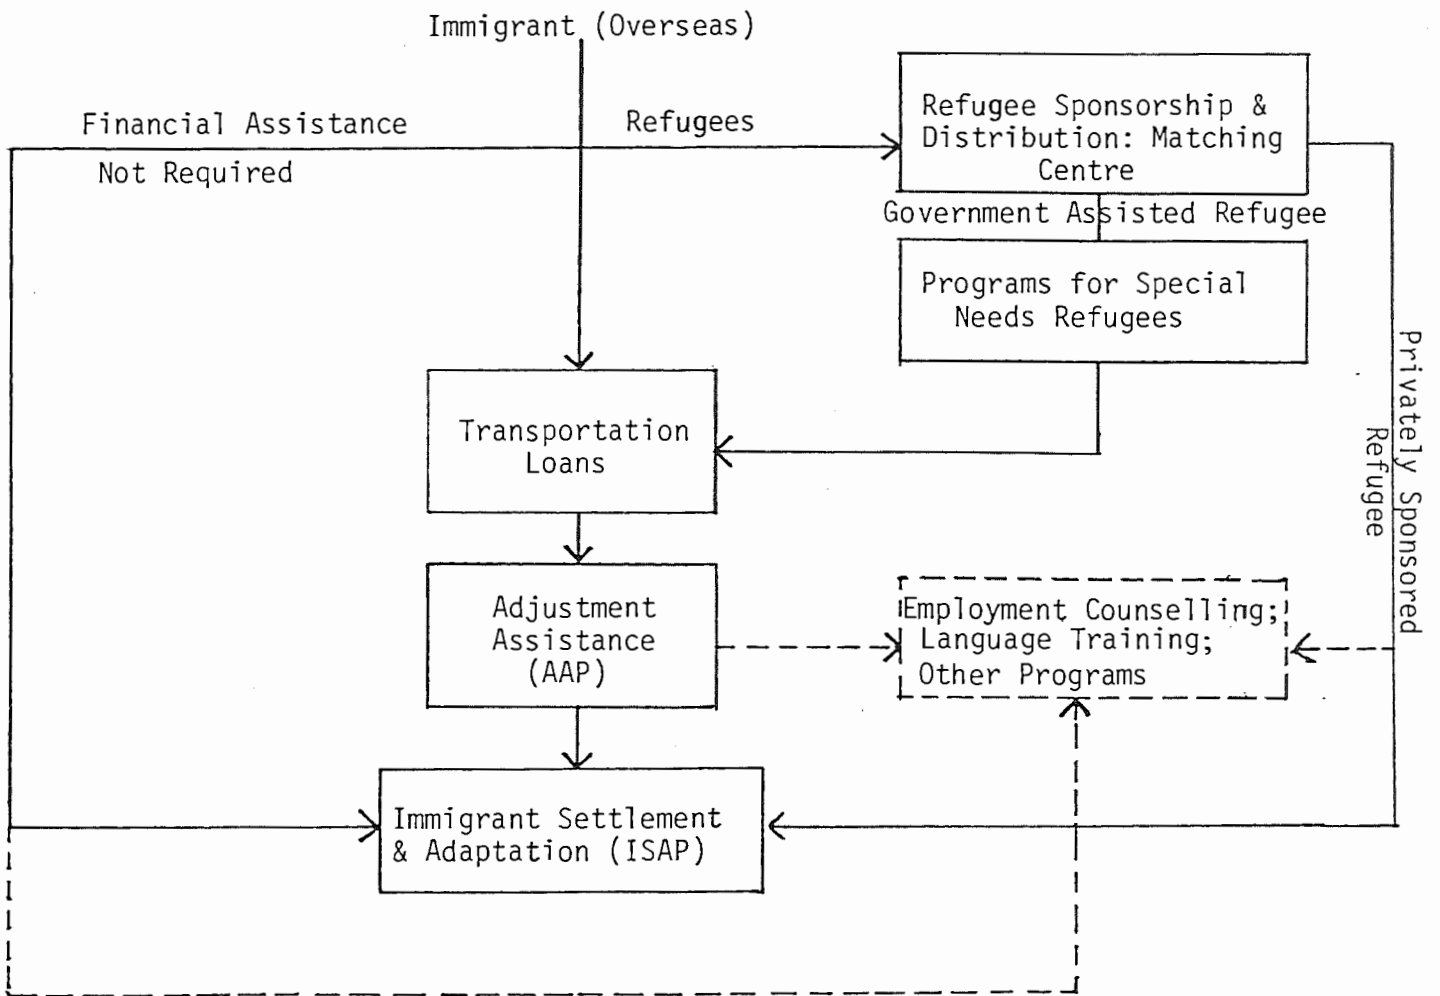 Immigrant (Overseas)
Financial Assistance
Not Required
Refugees
Refugee Sponsorship &
Distribution: Matching
Centre
Government Assisted Refugee
Programs for Special
Needs Refugees
Privately Sponsored
Refugee
Transportation
Loans
Adjustment
Assistance
(AAP)
Employment Counselling;
Language Training;
Other Programs
Immigrant Settlement
& Adaptation (ISAP)